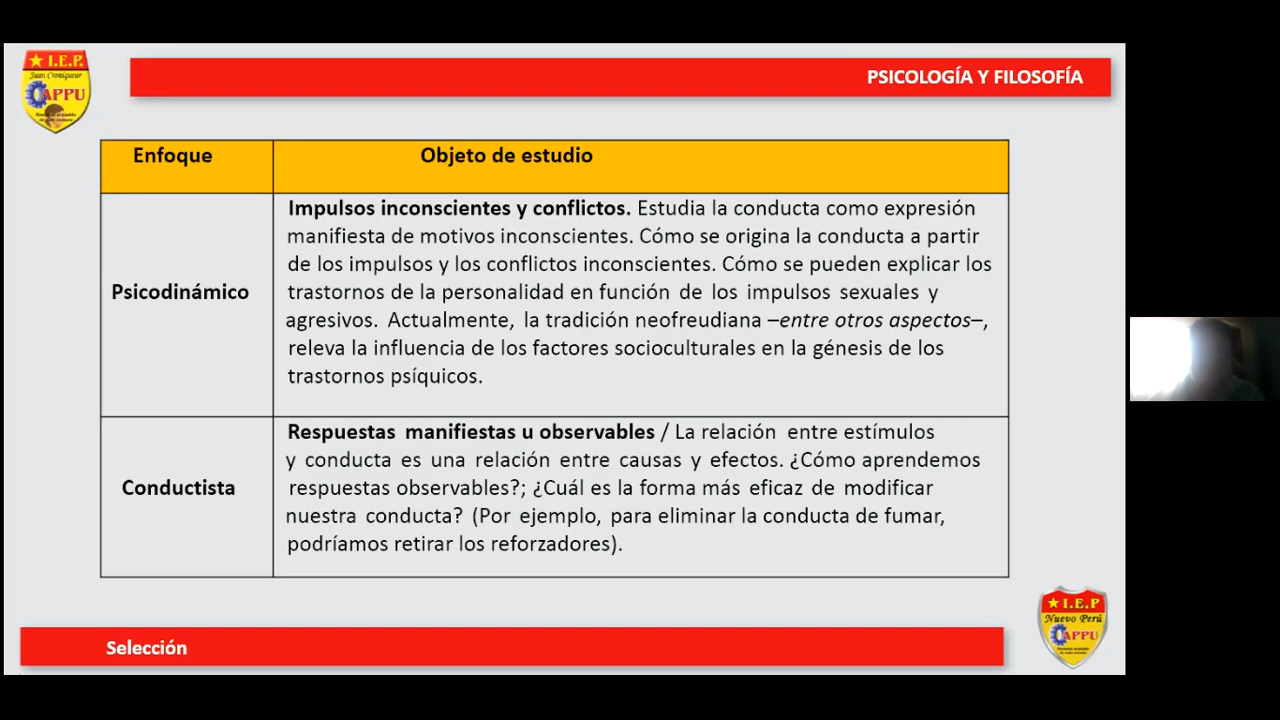 ★ I.E.P.
Juan Croniqueur
CAPPU
PSICOLOGÍA Y FILOSOFÍA
Enfoque
Objeto de estudio
Psicodinámico
Impulsos inconscientes y conflictos. Estudia la conducta como expresión
manifiesta de motivos inconscientes. Cómo se origina la conducta a partir
de los impulsos y los conflictos inconscientes. Cómo se pueden explicar los
trastornos de la personalidad en función de los impulsos sexuales y
agresivos. Actualmente, la tradición neofreudiana –entre otros aspectos–,
releva la influencia de los factores socioculturales en la génesis de los
trastornos psíquicos.
Conductista
Respuestas manifiestas u observables / La relación entre estímulos
y conducta es una relación entre causas y efectos. ¿Cómo aprendemos
respuestas observables?; ¿Cuál es la forma más eficaz de modificar
nuestra conducta? (Por ejemplo, para eliminar la conducta de fumar,
podríamos retirar los reforzadores).
Selección
★ I.E.P
Nuevo Perú
CAPPU